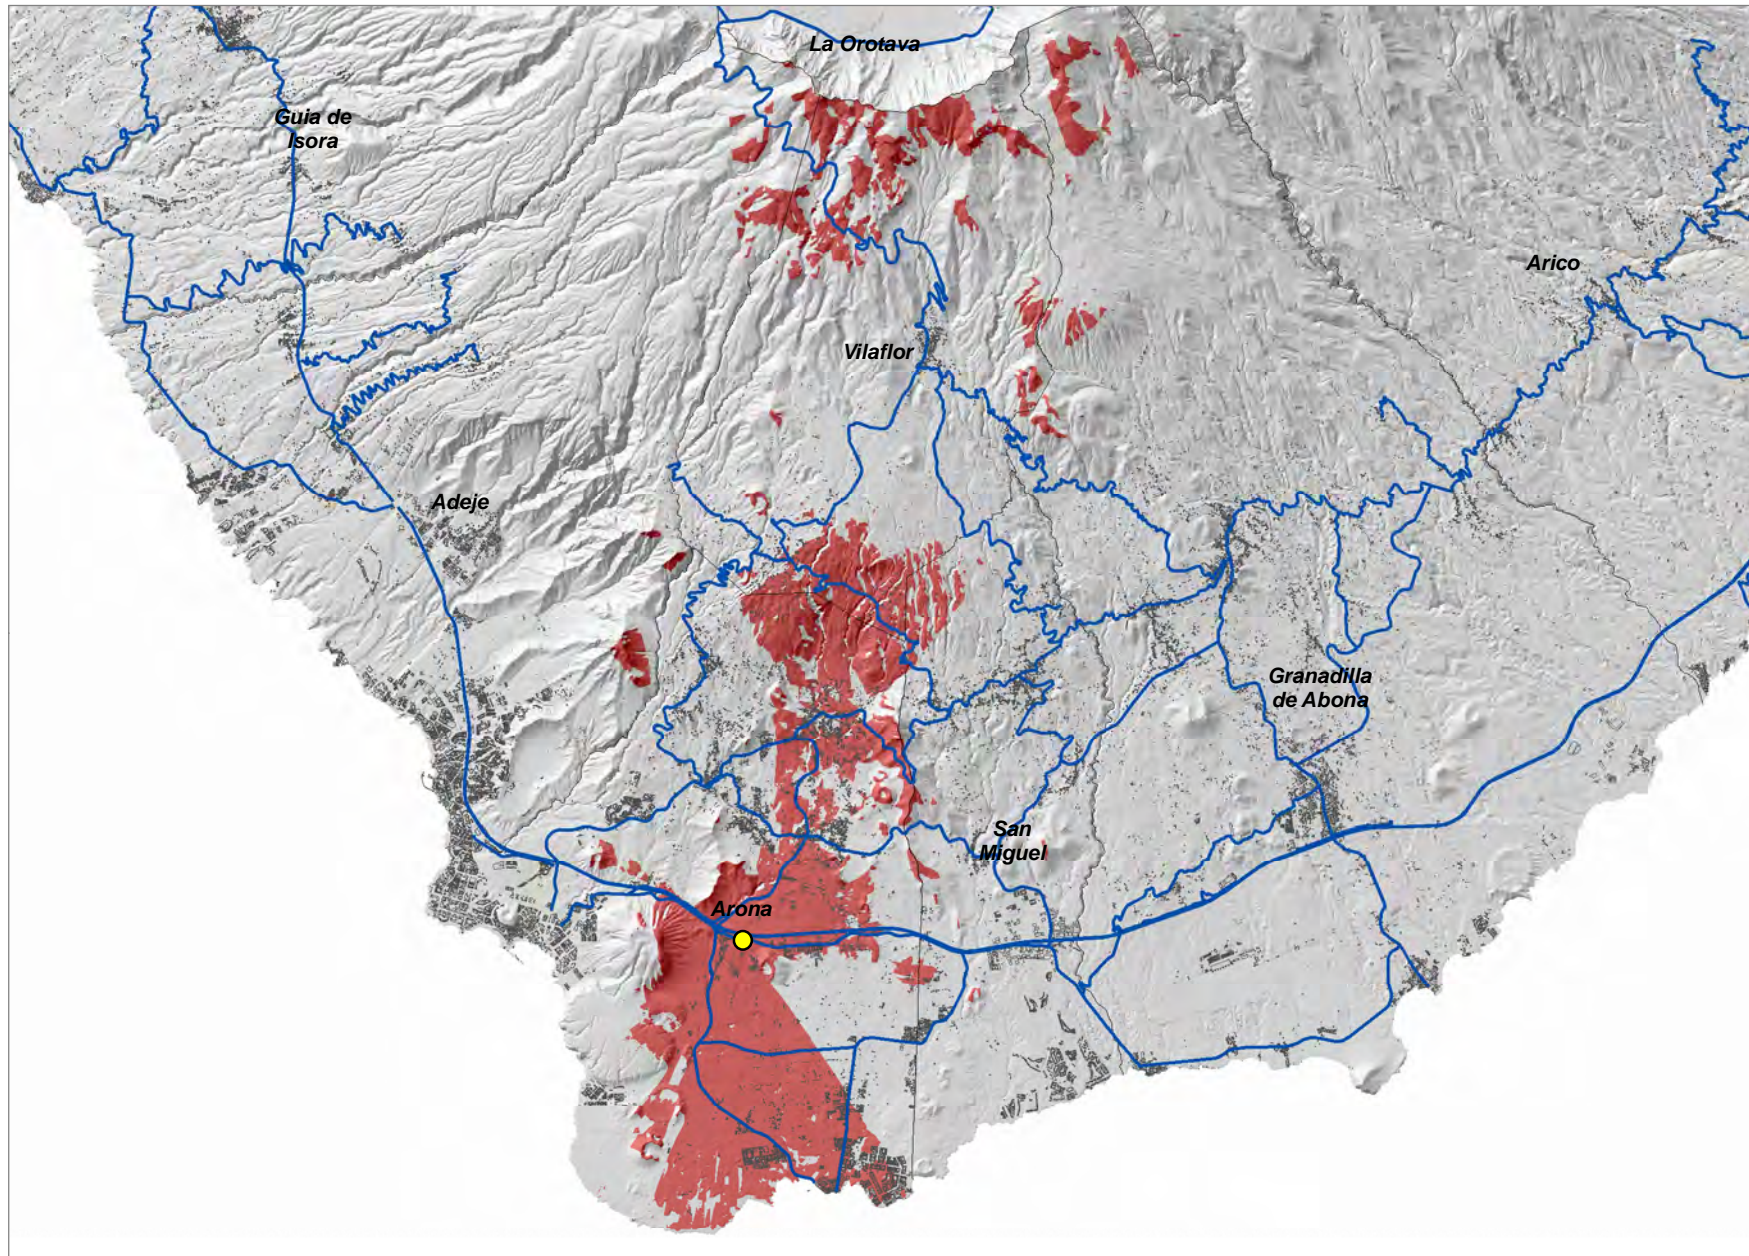 La Orotava
Guia de
Isora
Arico
Vilaflor
Adeje
Granadilla
de Abona
San
Miguel
Arona